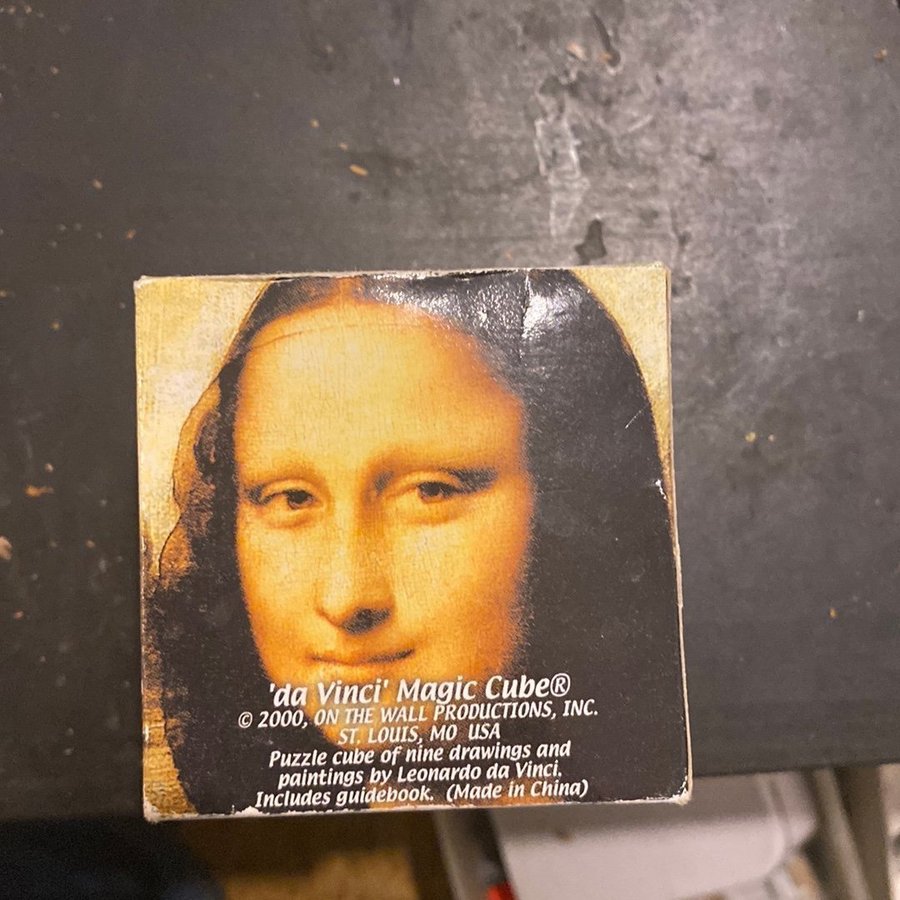 'da Vinci' Magic Cube®
© 2000, ON THE WALL PRODUCTIONS, INC.
ST. LOUIS, MO USA
Puzzle cube of nine drawings and
paintings by Leonardo da Vinci.
Includes guidebook. (Made in China)